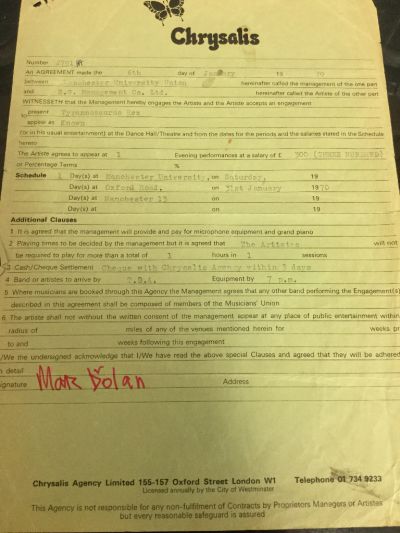 Chrysalis
Number
An AGREEMENT made the 6th day of January 19 70
between Manchester University Union hereinafter called the management of the one part
and Management Co. Ltd. hereinafter called the Artiste of the other part
WITNESSETH that the Management hereby engages the Artiste and the Artiste accepts an engagement
to present Tyrannosaurus Rex
appear as Known
(or in his usual entertainment) at the Dance Hall/Theatre and from the dates for the periods and the salaries stated in the Schedule
hereto
The Artiste agrees to appear at 1 Evening performances at a salary of £ 300 (THREE HUNDRED)
or Percentage Terms %
Schedule 1 Day(s) at Manchester University, on Saturday, 19
Day(s) at Oxford Road, on 31st January 1970
Day(s) at Manchester 13 on 19
Day(s) at on 19
Additional Clauses
1 It is agreed that the management will provide and pay for microphone equipment and grand piano
2 Playing times to be decided by the management but it is agreed that The Artistes will not
be required to play for more than a total of 1 hours in 1 sessions
3 Cash/Cheque Settlement Cheque with Chrysalis Agency within 3 days
4 Band or artistes to arrive by T.B.A. Equipment by 7 p.m.
5 Where musicians are booked through this Agency the Management agrees that any other band performing the Engagement(s)
described in this agreement shall be composed of members of the Musicians' Union
6 The artiste shall not without the written consent of the management appear at any place of public entertainment within
radius of miles of any of the venues mentioned herein for weeks pr
to and weeks following this engagement
I/We the undersigned acknowledge that I/We have read the above special Clauses and agreed that they will be adhered
n detail
Signature Marc Bolan Address
Chrysalis Agency Limited 155-157 Oxford Street London W1 Telephone 01 734 9233
Licensed annually by the City of Westminster
This Agency is not responsible for any non-fulfilment of Contracts by Proprietors Managers or Artistes
but every reasonable safeguard is assured